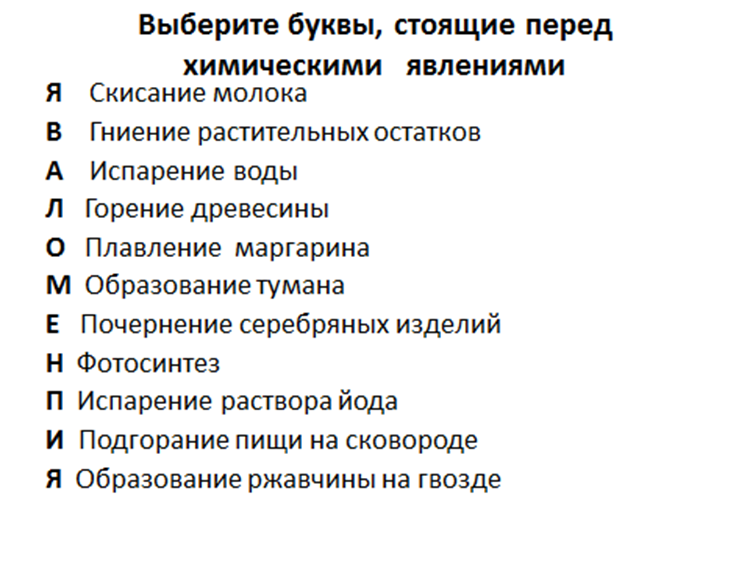 Выберите буквы, стоящие перед
химическими явлениями
Я Скисание молока
В Гниение растительных остатков
А Испарение воды
Л Горение древесины
О Плавление маргарина
М Образование тумана
Е Почернение серебряных изделий
Н Фотосинтез
П Испарение раствора йода
И Подгорание пищи на сковороде
Я Образование ржавчины на гвозде